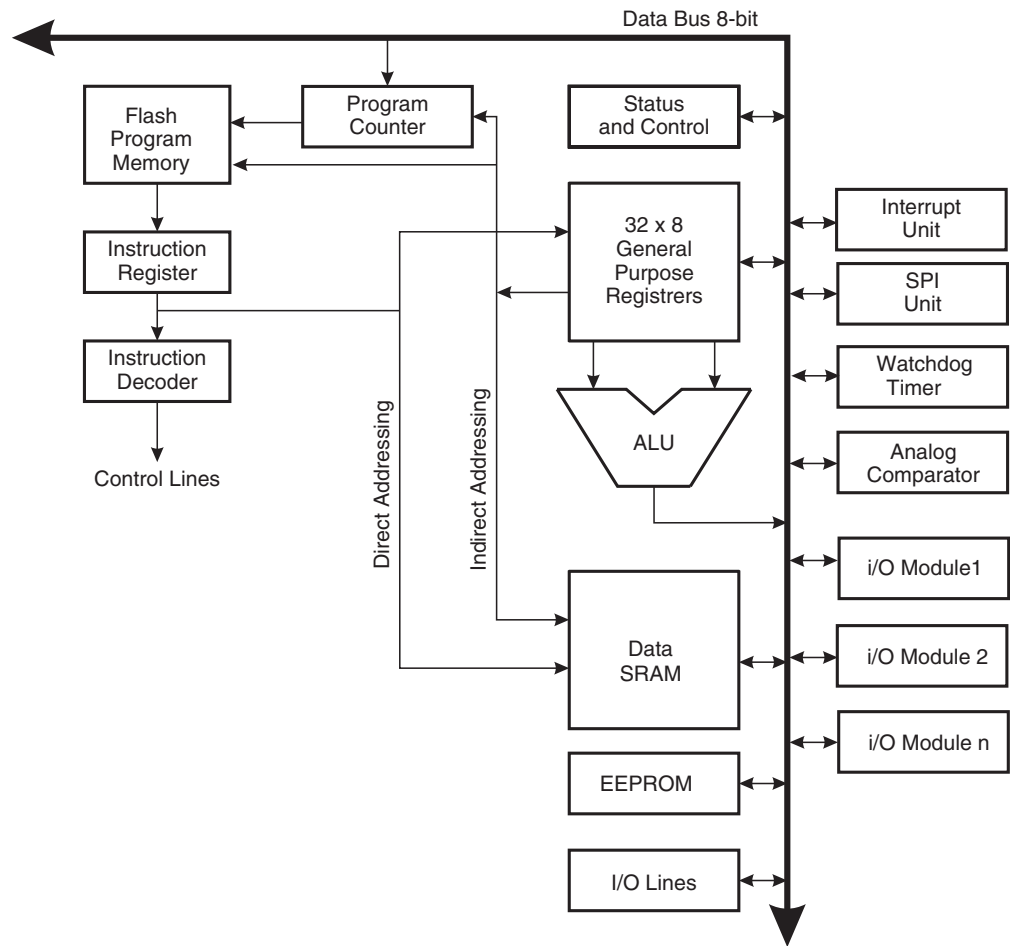 Data Bus 8-bit
Flash
Program
Memory
Program
Counter
Status
and Control
Instruction
Register
32 x 8
General
Purpose
Registrers
Interrupt
Unit
SPI
Unit
Instruction
Decoder
Watchdog
Timer
Control Lines
Direct Addressing
Indirect Addressing
ALU
Analog
Comparator
i/O Module1
Data
SRAM
i/O Module 2
i/O Module n
EEPROM
I/O Lines